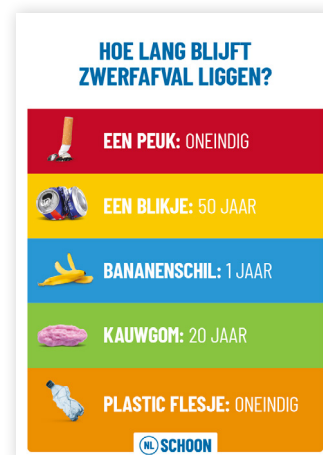 HOE LANG BLIJFT
ZWERFAFVAL LIGGEN?
EEN PEUK: ONEINDIG
EEN BLIKJE: 50 JAAR
BANANENSCHIL: 1 JAAR
KAUWGOM: 20 JAAR
PLASTIC FLESJE: ONEINDIG
NL SCHOON